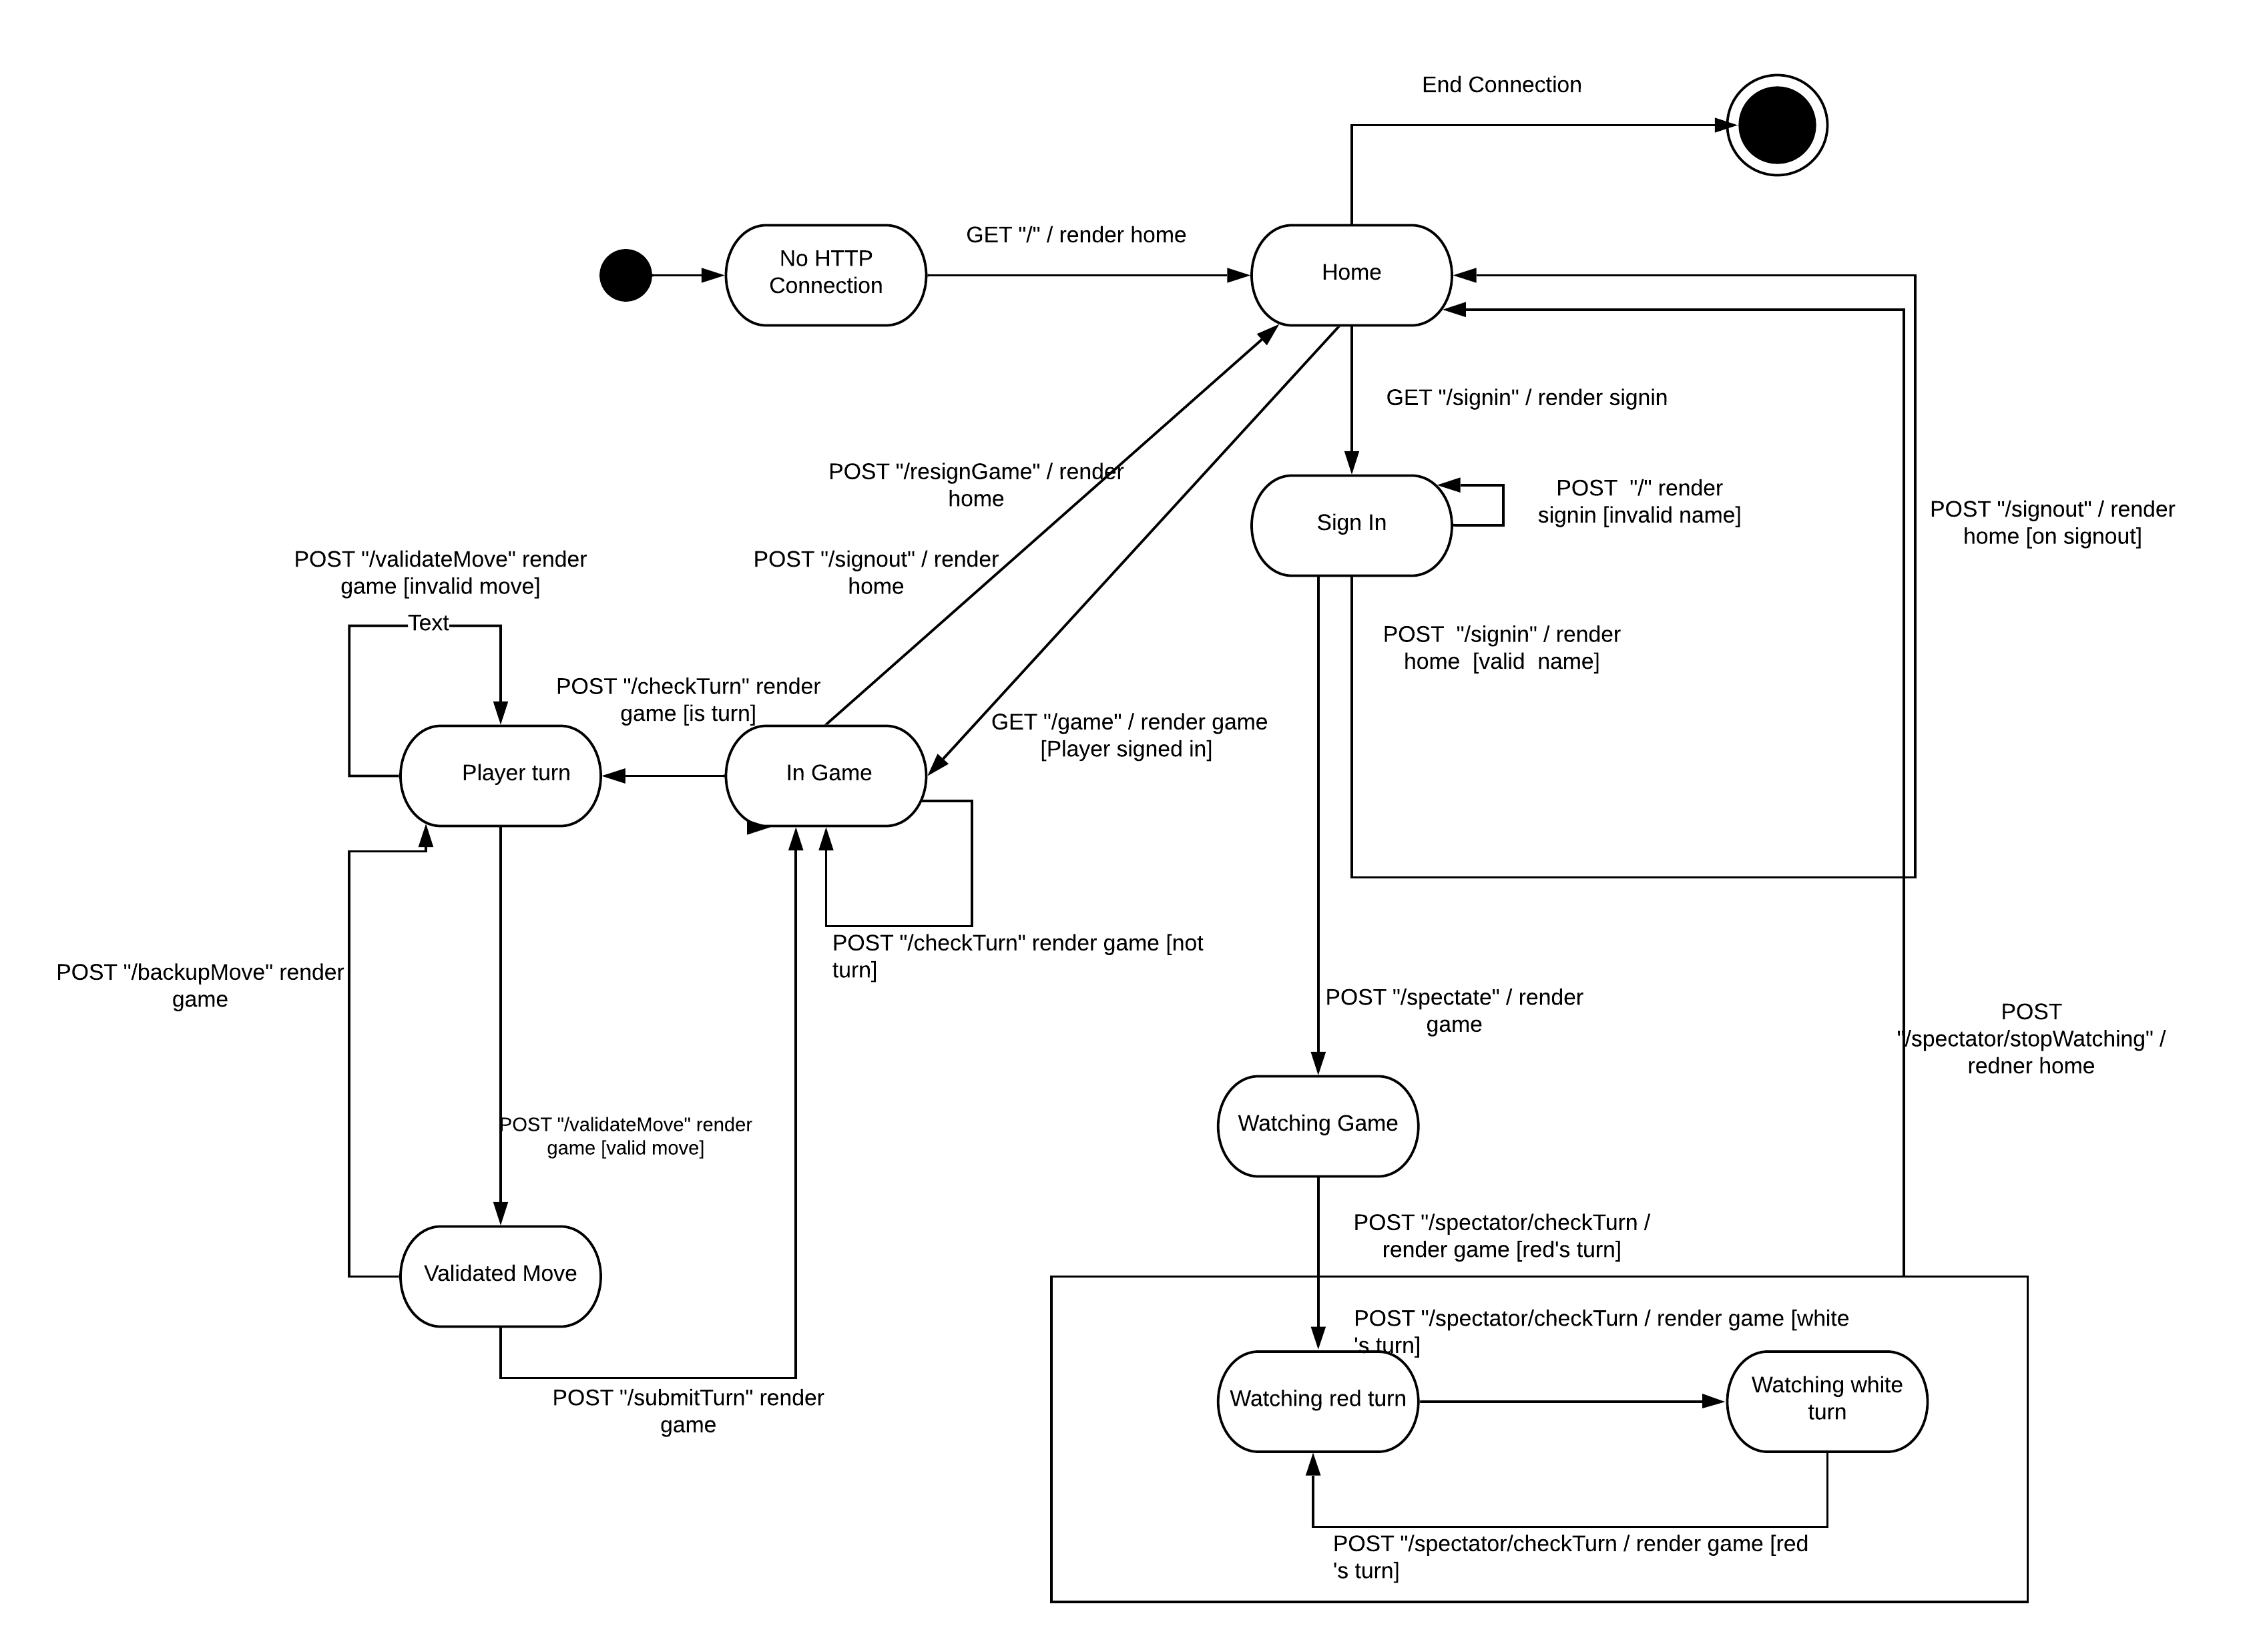 End Connection
No HTTP
Connection
GET "/" / render home
Home
GET "/signin" / render signin
POST "/resignGame" / render
home
Sign In
POST  "/" render
signin [invalid name]
POST "/signout" / render
home [on signout]
POST "/validateMove" render
game [invalid move]
POST "/signout" / render
home
Text
POST  "/signin" / render
home  [valid  name]
POST "/checkTurn" render
game [is turn]
GET "/game" / render game
[Player signed in]
Player turn
In Game
POST "/checkTurn" render game [not
turn]
POST "/backupMove" render
game
POST "/spectate" / render
game
POST
"/spectator/stopWatching" /
redner home
POST "/validateMove" render
game [valid move]
Watching Game
POST "/spectator/checkTurn /
render game [red's turn]
Validated Move
POST "/spectator/checkTurn / render game [white
's turn]
POST "/submitTurn" render
game
Watching red turn
Watching white
turn
POST "/spectator/checkTurn / render game [red
's turn]